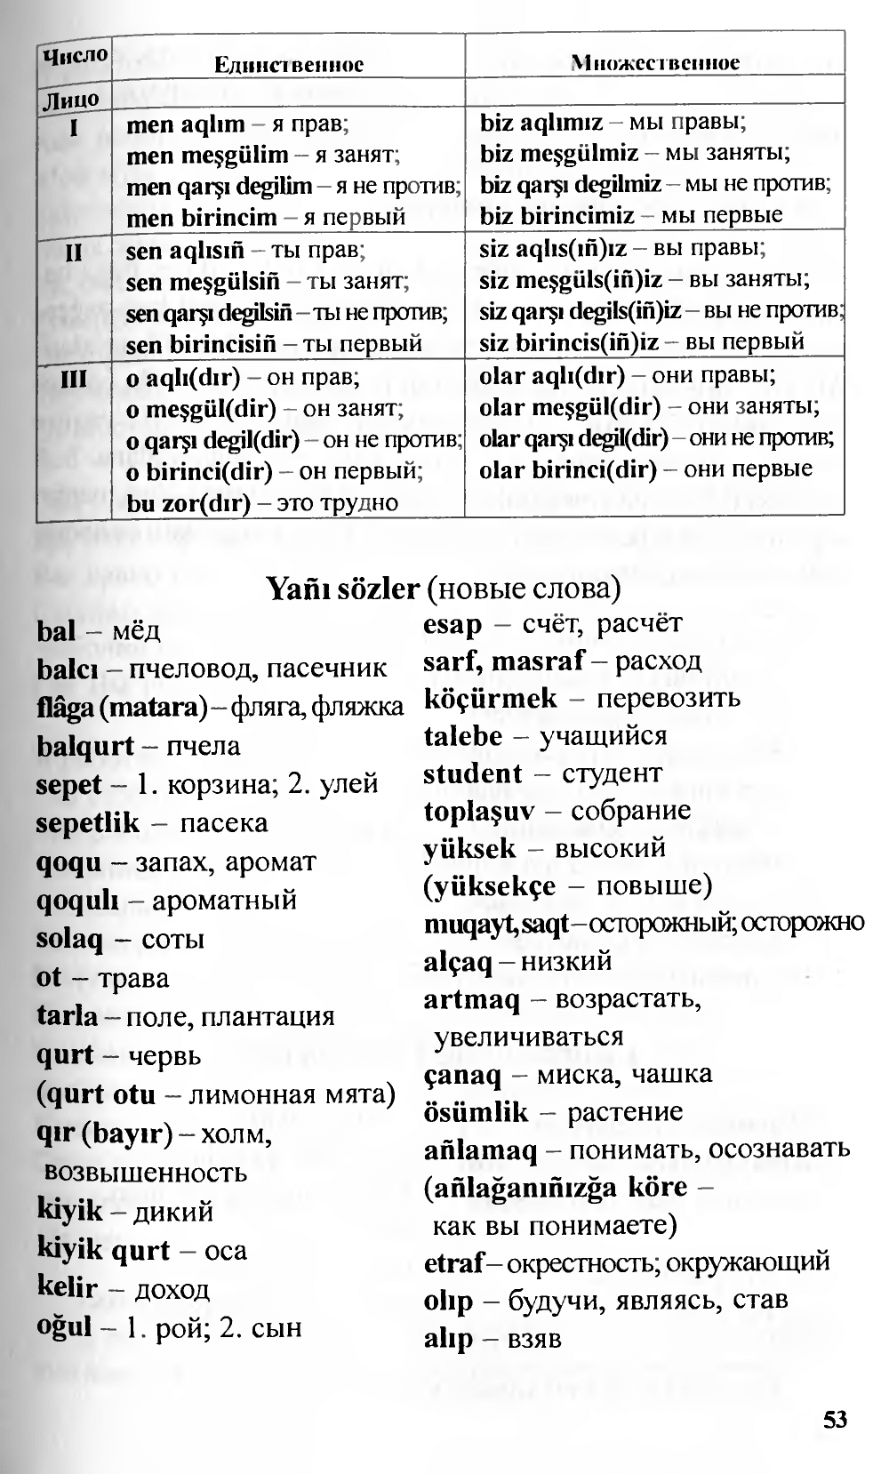 Число Единственное Множественное
Лицо
I men aqlım – я прав; biz aqlımız – мы правы;
men meşgülim – я занят; biz meşgülmiz – мы заняты;
men qarşı degilim – я не против; biz qarşı degilmiz – мы не против;
men birincim – я первый biz birincimiz – мы первые
II sen aqlısıñ – ты прав; siz aqlıs(ıñ)ız – вы правы;
sen meşgülsiñ – ты занят; siz meşgüls(iñ)iz – вы заняты;
sen qarşı degilsiñ – ты не против; siz qarşı degils(iñ)iz – вы не против;
sen birincisiñ – ты первый siz birincis(iñ)iz – вы первый
III o aqlı(dır) – он прав; olar aqlı(dır) – они правы;
o meşgül(dir) – он занят; olar meşgül(dir) – они заняты;
o qarşı degil(dir) – он не против; olar qarşı degil(dir) – они не против;
o birinci(dir) – он первый; olar birinci(dir) – они первые
bu zor(dır) – это трудно
Yañı sözler (новые слова)
bal – мёд
balcı – пчеловод, пасечник
flâga (matara) – фляга, фляжка
balqurt – пчела
sepet – 1. корзина; 2. улей
sepetlik – пасека
qoqu – запах, аромат
qoqulı – ароматный
solaq – соты
ot – трава
tarla – поле, плантация
qurt – червь
(qurt otu – лимонная мята)
qır (bayır) – холм,
возвышенность
kiyik – дикий
kiyik qurt – оса
kelir – доход
oğul – 1. рой; 2. сын
esap – счёт, расчёт
sarf, masraf – расход
köçürmek – перевозить
talebe – учащийся
student – студент
toplaşuv – собрание
yüksek – высокий
(yüksekçe – повыше)
muqayt, saqt – осторожный; осторожно
alçaq – низкий
artmaq – возрастать,
увеличиваться
çanaq – миска, чашка
ösümlik – растение
añlamaq – понимать, осознавать
(añlağanıñızğa köre –
как вы понимаете)
etraf – окрестность; окружающий
olıp – будучи, являясь, став
alıp – взяв
53